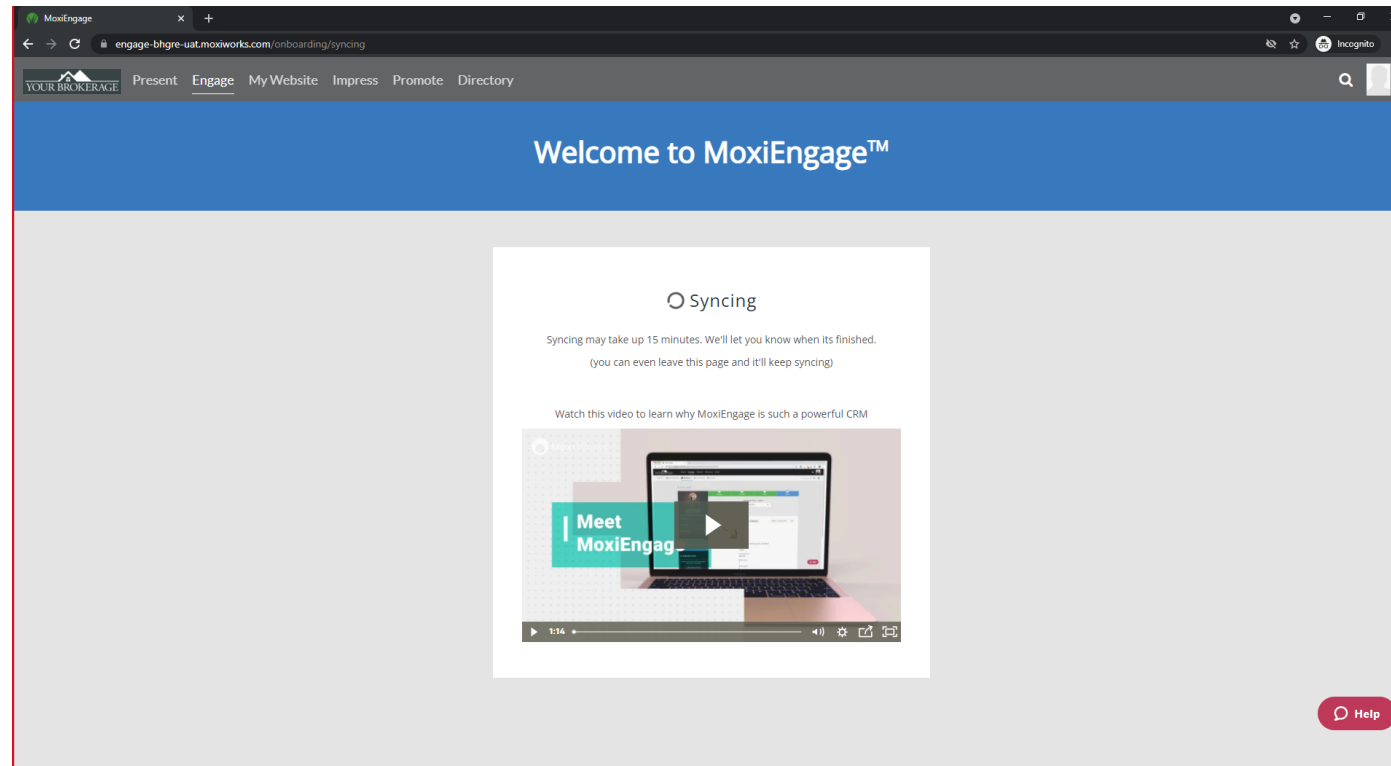 MoxiEngage
engage-bhgre-uat.moxiworks.com/onboarding/syncing
Incognito
YOUR BROKERAGE
Present Engage My Website Impress Promote Directory
Welcome to MoxiEngage™
Syncing
Syncing may take up 15 minutes. We'll let you know when its finished.
(you can even leave this page and it'll keep syncing)
Watch this video to learn why MoxiEngage is such a powerful CRM
Meet
MoxiEngage
1:14
Help